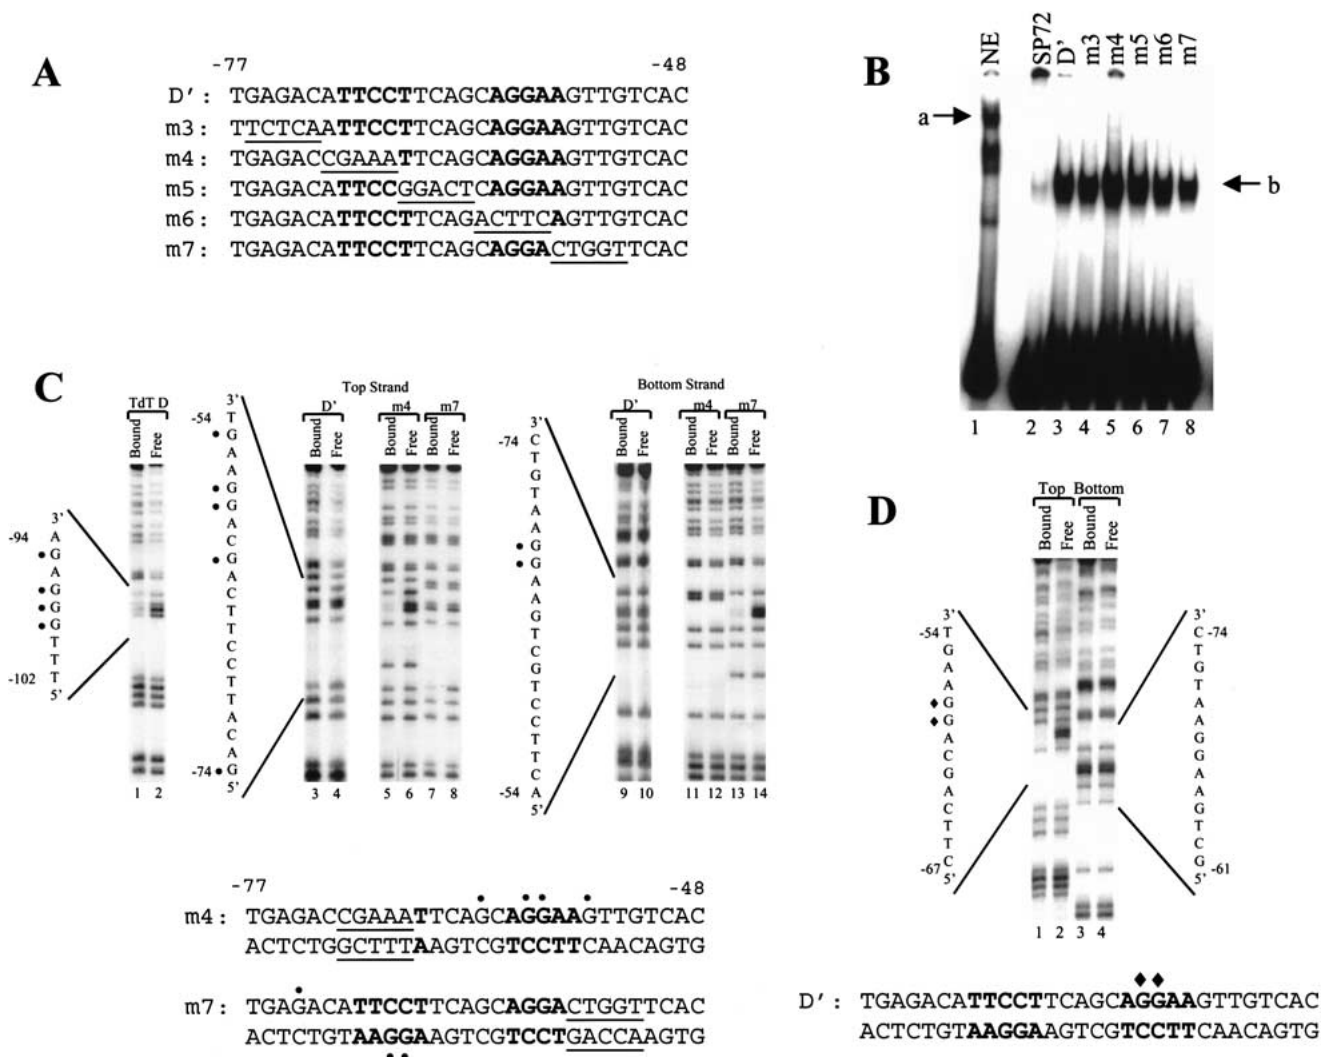 A
-77 -48
D': TGAGACATTCCTTCAGCAGGAAGTTGTCAC
m3: TTCTCAATTCCTTCAGCAGGAAGTTGTCAC
m4: TGAGACCGAAATTCAGCAGGAAGTTGTCAC
m5: TGAGACATTCCGGACTCAGGAAGTTGTCAC
m6: TGAGACATTCCTTCAGACTTCAGTTGTCAC
m7: TGAGACATTCCTTCAGCAGGACTGGTTCAC
B
NE
SP72
D'
m3
m4
m5
m6
m7
a
b
1 2 3 4 5 6 7 8
C
TdT D
Bound
Free
-94
3'
A
G
A
G
G
G
T
T
T
5'
-102
1 2
Top Strand
D'
m4
m7
Bound
Free
Bound
Free
Bound
Free
3'
-54
T
G
A
A
G
G
A
C
G
A
C
T
T
C
C
T
T
A
C
A
G
-74
5'
3 4 5 6 7 8
Bottom Strand
D'
m4
m7
Bound
Free
Bound
Free
Bound
Free
3'
-74
C
T
G
T
A
A
G
G
A
A
G
T
C
G
T
C
C
T
T
C
A
-54
5'
9 10 11 12 13 14
-77 -48
m4: TGAGACCGAAATTCAGCAGGAAGTTGTCAC
ACTCTGGCTTTAAGTCGTCCTTCAACAGTG
m7: TGAGACATTCCTTCAGCAGGACTGGTTCAC
ACTCTGTAAGGAAGTCGTCCTGACCAAGTG
D
Top Bottom
Bound
Free
Bound
Free
3'
-54
T
G
A
A
G
G
A
C
G
A
C
T
T
C
-67
5'
3'
-74
C
T
G
T
A
A
G
G
A
A
G
T
C
G
-61
5'
1 2 3 4
D': TGAGACATTCCTTCAGCAGGAAGTTGTCAC
ACTCTGTAAGGAAGTCGTCCTTCAACAGTG